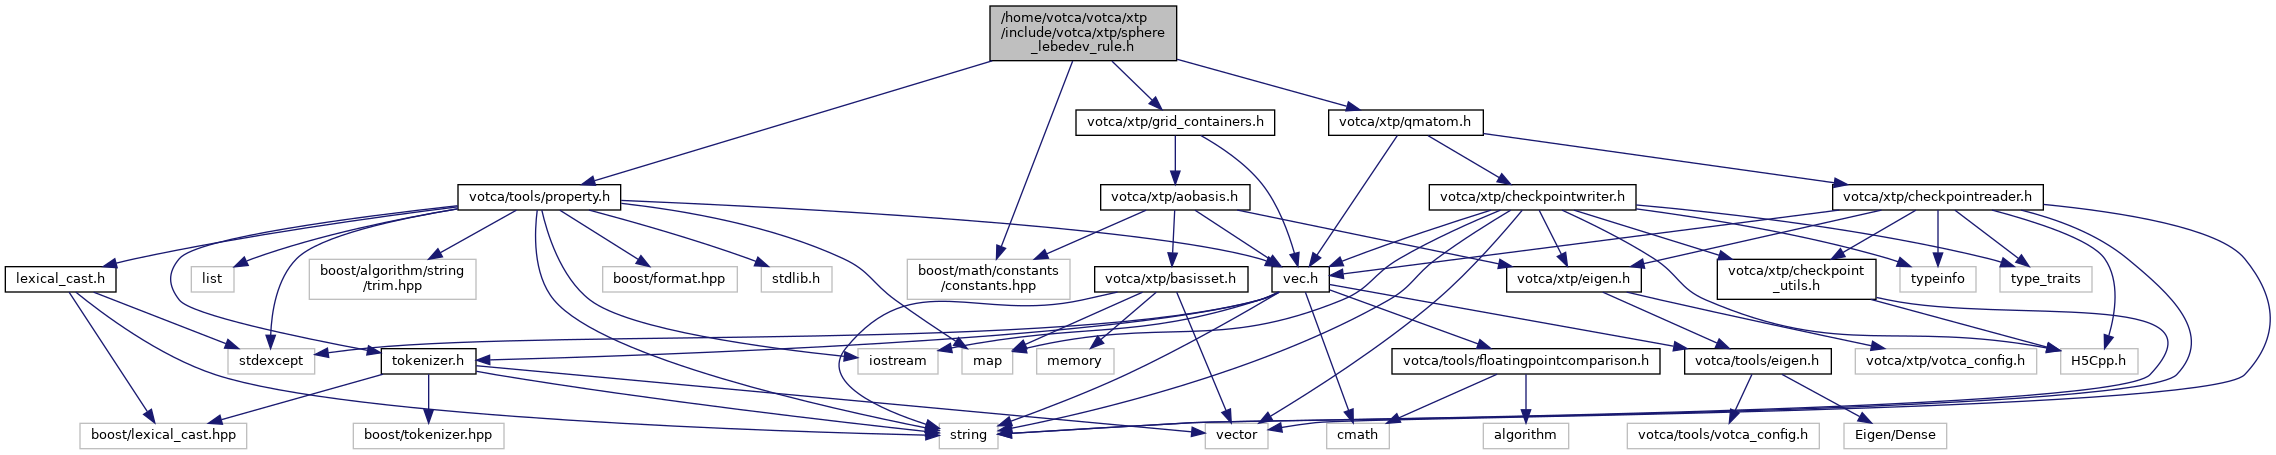 /home/votca/votca/xtp
/include/votca/xtp/sphere
_lebedev_rule.h
votca/xtp/grid_containers.h
votca/xtp/qmatom.h
votca/tools/property.h
votca/xtp/aobasis.h
votca/xtp/checkpointwriter.h
votca/xtp/checkpointreader.h
lexical_cast.h
list
boost/algorithm/string
/trim.hpp
boost/format.hpp
stdlib.h
boost/math/constants
/constants.hpp
votca/xtp/basisset.h
vec.h
votca/xtp/eigen.h
votca/xtp/checkpoint
_utils.h
typeinfo
type_traits
stdexcept
tokenizer.h
iostream
map
memory
votca/tools/floatingpointcomparison.h
votca/tools/eigen.h
votca/xtp/votca_config.h
H5Cpp.h
boost/lexical_cast.hpp
boost/tokenizer.hpp
string
vector
cmath
algorithm
votca/tools/votca_config.h
Eigen/Dense